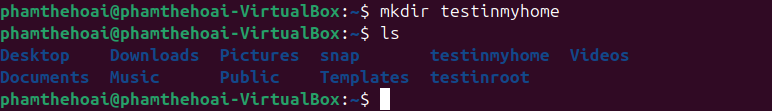 phamthehoai@phamthehoai-VirtualBox:~$ mkdir testinmyhome
phamthehoai@phamthehoai-VirtualBox:~$ ls
Desktop    Downloads  Pictures  snap       testinmyhome  Videos
Documents  Music      Public    Templates  testinroot
phamthehoai@phamthehoai-VirtualBox:~$